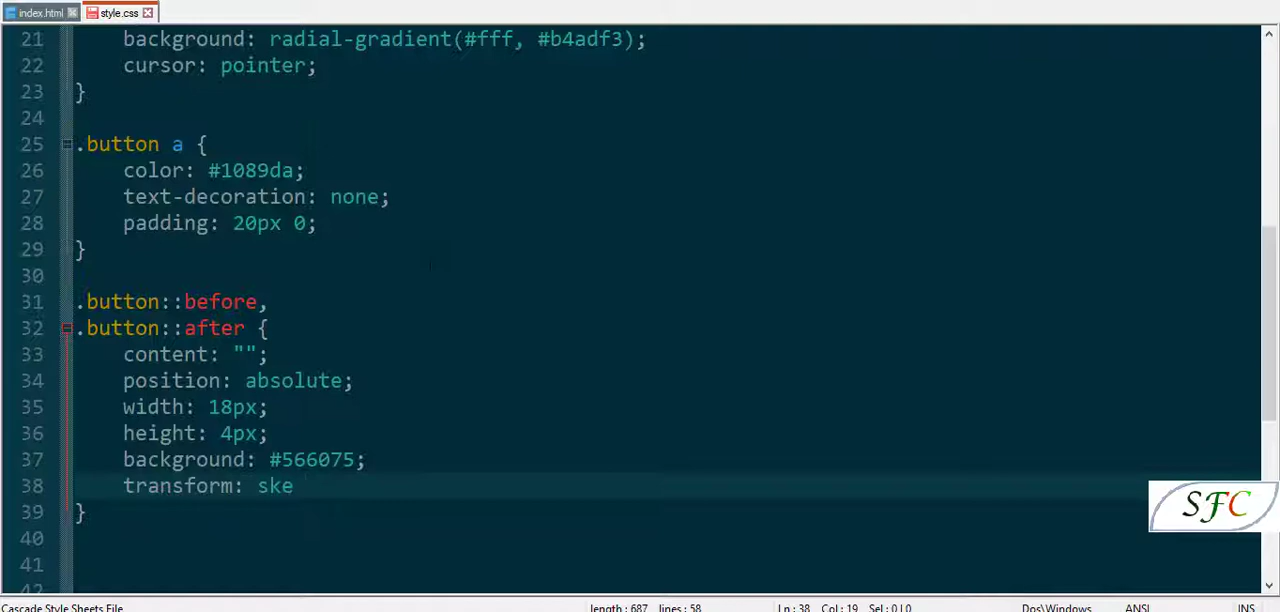 index.html
style.css
21 background: radial-gradient(#fff, #b4adf3);
22 cursor: pointer;
23 }
24
25 .button a {
26 color: #1089da;
27 text-decoration: none;
28 padding: 20px 0;
29 }
30
31 .button::before,
32 .button::after {
33 content: "";
34 position: absolute;
35 width: 18px;
36 height: 4px;
37 background: #566075;
38 transform: ske
39 }
40
41
42
SFC
Cascade Style Sheets File length : 687 lines : 58 Ln : 38 Col : 19 Sel : 0 | 0 Dos\Windows ANSI INS